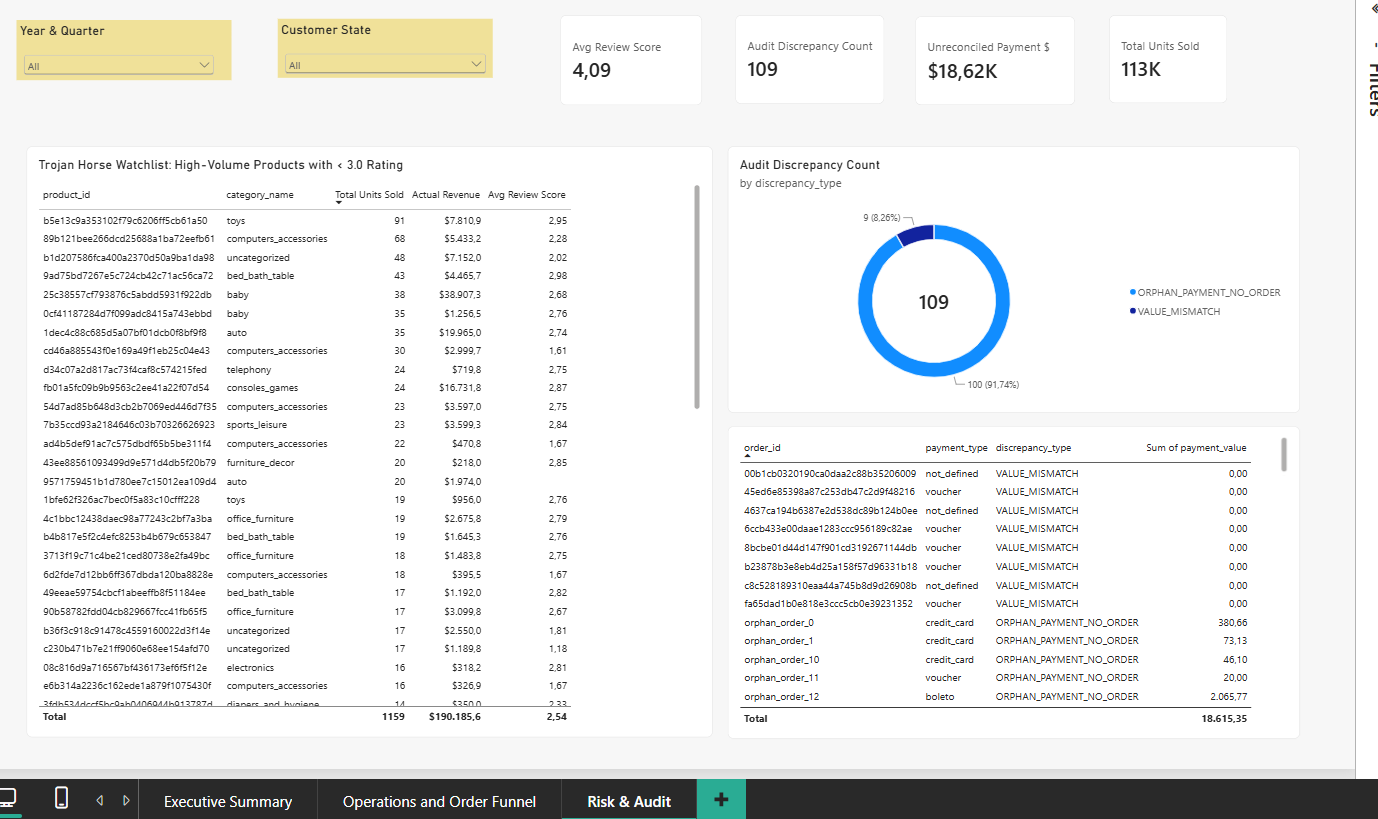 Year & Quarter
All
Customer State
All
Avg Review Score
4,09
Audit Discrepancy Count
109
Unreconciled Payment $
$18,62K
Total Units Sold
113K
Filters
Trojan Horse Watchlist: High-Volume Products with < 3.0 Rating
product_id category_name Total Units Sold Actual Revenue Avg Review Score
b5e13c9a353102f79c6206ff5cb61a50 toys 91 $7.810,9 2,95
89b121bee266dcd25688a1ba72eefb61 computers_accessories 68 $5.433,2 2,28
b1d207586fca400a2370d50a9ba1da98 uncategorized 48 $7.152,0 2,02
9ad75bd7267e5c724cb42c71ac56ca72 bed_bath_table 43 $4.465,7 2,98
25c38557cf793876c5abdd5931f922db baby 38 $38.907,3 2,68
0cf41187284d7f099adc8415a743ebbd baby 35 $1.256,5 2,76
1dec4c88c685d5a07bf01dcb0f8bf9f8 auto 35 $19.965,0 2,74
cd46a885543f0e169a49f1eb25c04e43 computers_accessories 30 $2.999,7 1,61
d34c07a2d817ac73f4caf8c574215fed telephony 24 $719,8 2,75
fb01a5fc09b9b9563c2ee41a22f07d54 consoles_games 24 $16.731,8 2,87
54d7ad85b648d3cb2b7069ed446d7f35 computers_accessories 23 $3.597,0 2,75
7b35ccd93a2184646c03b70326626923 sports_leisure 23 $3.599,3 2,84
ad4b5def91ac7c575dbdf65b5be311f4 computers_accessories 22 $470,8 1,67
43ee88561093499d9e571d4db5f20b79 furniture_decor 20 $218,0 2,85
9571759451b1d780ee7c15012ea109d4 auto 20 $1.974,0
1bfe62f326ac7bec0f5a83c10cfff228 toys 19 $956,0 2,76
4c1bbc12438daec98a77243c2bf7a3ba office_furniture 19 $2.675,8 2,79
b4b817e5f2c4efc8253b4b679c653847 bed_bath_table 19 $1.645,3 2,76
3713f19c71c4be21ced80738e2fa49bc office_furniture 18 $1.483,8 2,75
6d2fde7d12bb6ff367dbda120ba8828e computers_accessories 18 $395,5 1,67
49eeae59754cbcf1abeeffb8f51184ee bed_bath_table 17 $1.192,0 2,82
90b58782fdd04cb829667fcc41fb65f5 office_furniture 17 $3.099,8 2,67
b36f3c918c91478c4559160022d3f14e uncategorized 17 $2.550,0 1,81
c230b471b7e21ff9060e68ee154afd70 uncategorized 17 $1.189,8 1,18
08c816d9a716567bf436173ef6f5f12e electronics 16 $318,2 2,81
e6b314a2236c162ede1a879f1075430f computers_accessories 16 $326,9 1,67
diapers_and_hygiene 14 $350,0 2,33
Total 1159 $190.185,6 2,54
Audit Discrepancy Count
by discrepancy_type
9 (8,26%)
109
100 (91,74%)
ORPHAN_PAYMENT_NO_ORDER
VALUE_MISMATCH
order_id payment_type discrepancy_type Sum of payment_value
00b1cb0320190ca0daa2c88b35206009 not_defined VALUE_MISMATCH 0,00
45ed6e85398a87c253db47c2d9f48216 voucher VALUE_MISMATCH 0,00
4637ca194b6387e2d538dc89b124b0ee not_defined VALUE_MISMATCH 0,00
6ccb433e00daae1283ccc956189c82ae voucher VALUE_MISMATCH 0,00
8bcbe01d44d147f901cd3192671144db voucher VALUE_MISMATCH 0,00
b23878b3e8eb4d25a158f57d96331b18 voucher VALUE_MISMATCH 0,00
c8c528189310eaa44a745b8d9d26908b not_defined VALUE_MISMATCH 0,00
fa65dad1b0e818e3ccc5cb0e39231352 voucher VALUE_MISMATCH 0,00
orphan_order_0 credit_card ORPHAN_PAYMENT_NO_ORDER 380,66
orphan_order_1 credit_card ORPHAN_PAYMENT_NO_ORDER 73,13
orphan_order_10 credit_card ORPHAN_PAYMENT_NO_ORDER 46,10
orphan_order_11 voucher ORPHAN_PAYMENT_NO_ORDER 20,00
orphan_order_12 boleto ORPHAN_PAYMENT_NO_ORDER 2.065,77
Total 18.615,35
Executive Summary
Operations and Order Funnel
Risk & Audit